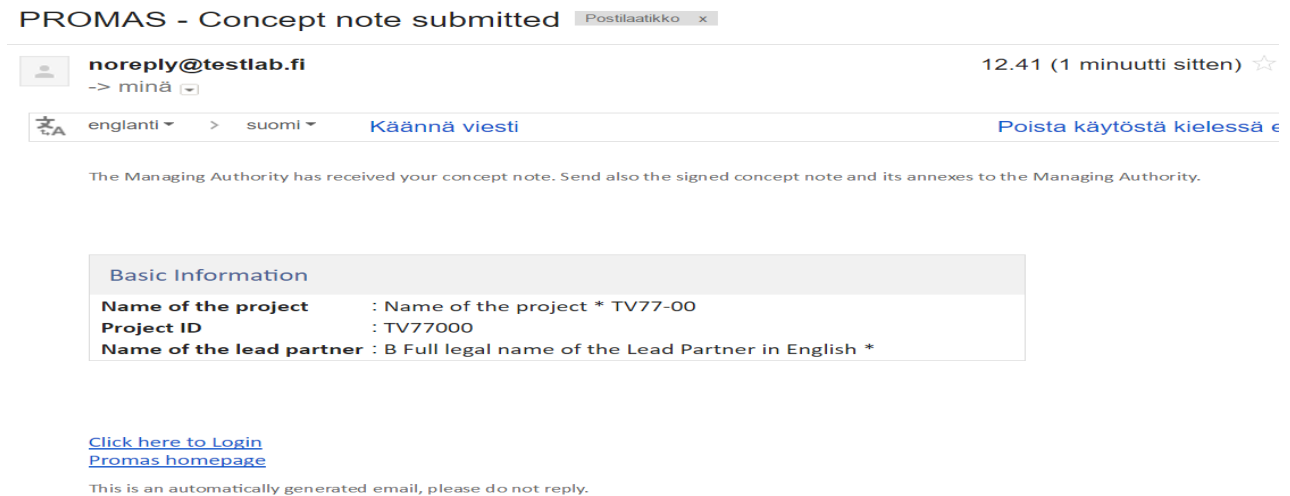 PROMAS - Concept note submitted Postilaatikko x
noreply@testlab.fi 12.41 (1 minuutti sitten)
-> minä
englanti > suomi Käännä viesti Poista käytöstä kielessä e
The Managing Authority has received your concept note. Send also the signed concept note and its annexes to the Managing Authority.
Basic Information
Name of the project : Name of the project * TV77-00
Project ID : TV77000
Name of the lead partner : B Full legal name of the Lead Partner in English *
Click here to Login
Promas homepage
This is an automatically generated email, please do not reply.